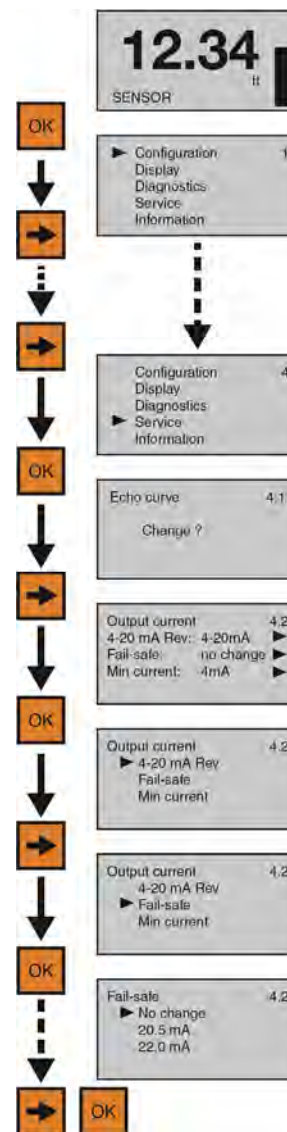 12.34
ft
SENSOR
OK
Configuration 1
Display
Diagnostics
Service
Information
Configuration 4
Display
Diagnostics
Service
Information
OK
Echo curve 4.1
Change ?
Output current 4.2
4-20 mA Rev: 4-20mA
Fail-safe: no change
Min current: 4mA
OK
Output current 4.2
4-20 mA Rev
Fail-safe
Min current
Output current 4.2
4-20 mA Rev
Fail-safe
Min current
OK
Fail-safe 4.2
No change
20.5 mA
22.0 mA
OK